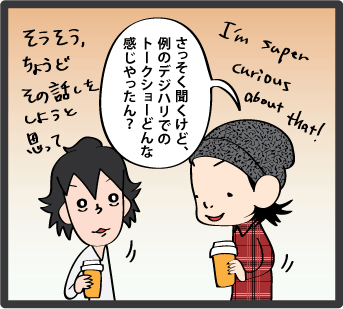 さっそく聞くけど、
例のデジハリでの
トークショーどんな
感じやったん？
I'm super
curious
about that!
そうそう、
ちょうど
その話した
しようと
思って